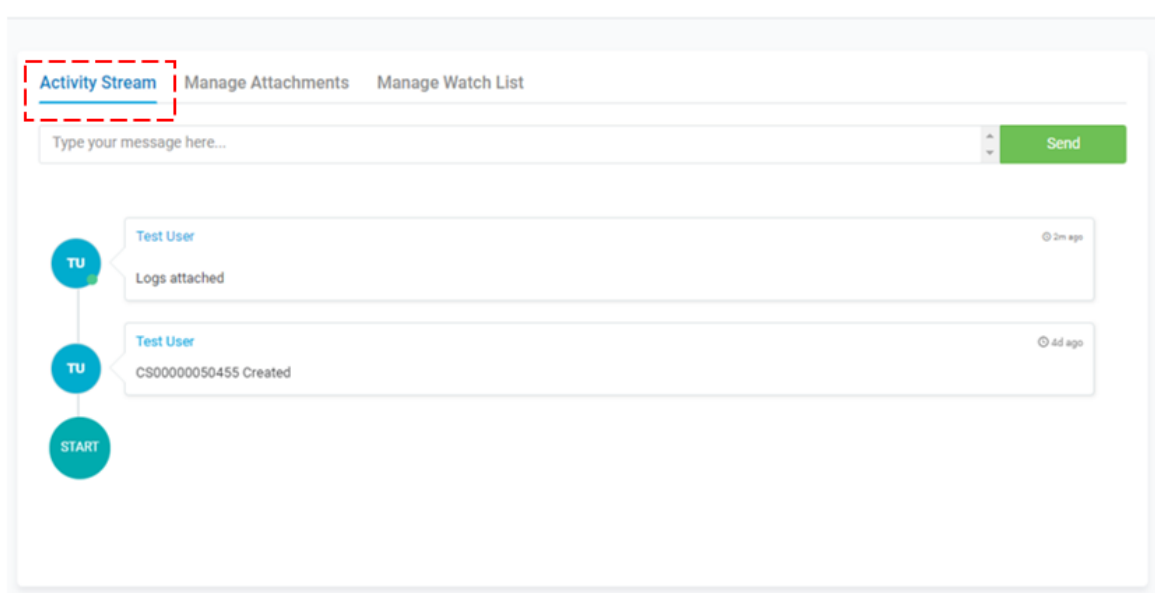 Activity Stream Manage Attachments Manage Watch List
Type your message here... Send
Test User 2m ago
TU
Logs attached
Test User 4d ago
TU
CS00000050455 Created
START